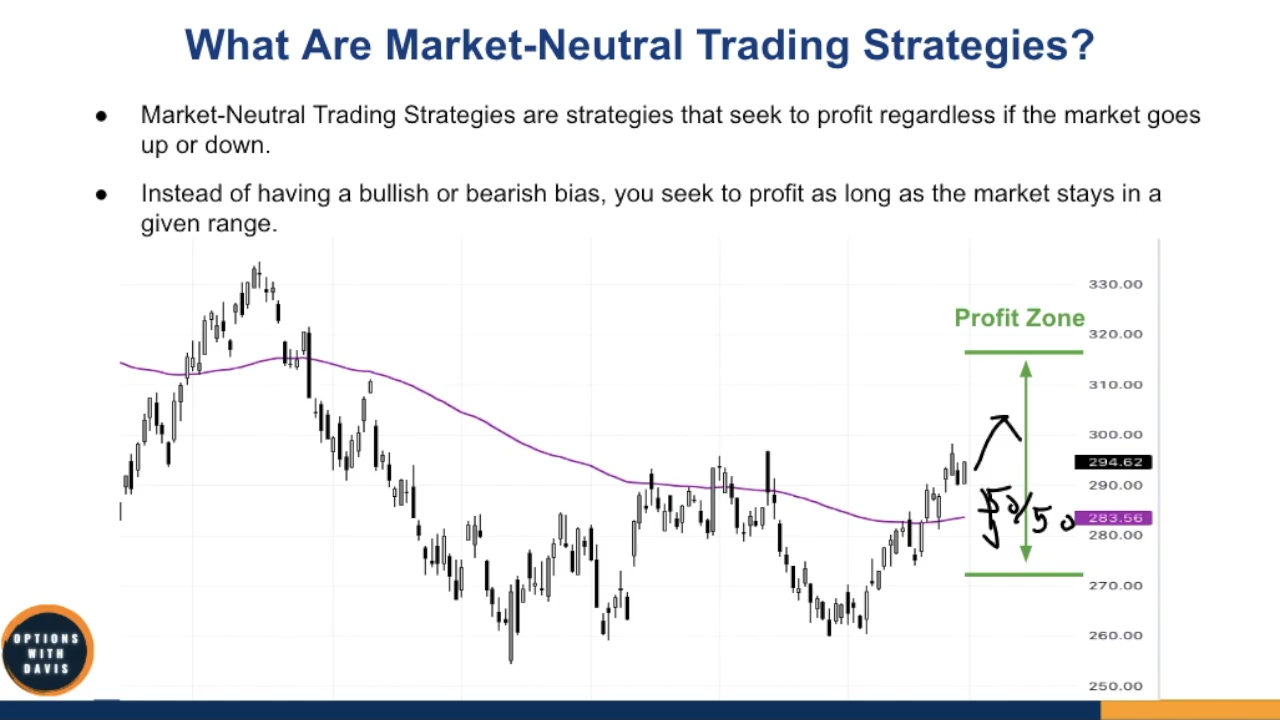 What Are Market-Neutral Trading Strategies?
● Market-Neutral Trading Strategies are strategies that seek to profit regardless if the market goes
up or down.
● Instead of having a bullish or bearish bias, you seek to profit as long as the market stays in a
given range.
330.00
Profit Zone
320.00
310.00
300.00
294.62
290.00
50/50
283.56
280.00
270.00
260.00
250.00
OPTIONS
WITH
DAVIS